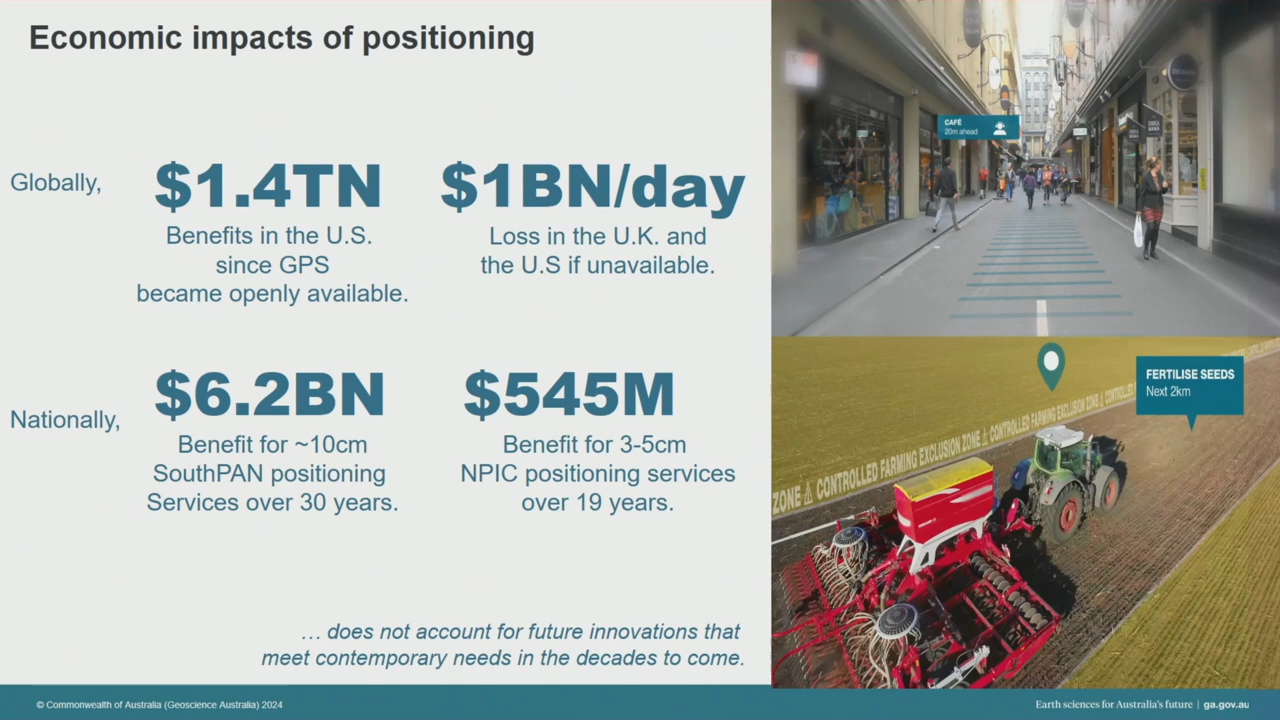 Economic impacts of positioning
Globally,
$1.4TN
Benefits in the U.S.
since GPS
became openly available.
$1BN/day
Loss in the U.K. and
the U.S if unavailable.
Nationally,
$6.2BN
Benefit for ~10cm
SouthPAN positioning
Services over 30 years.
$545M
Benefit for 3-5cm
NPIC positioning services
over 19 years.
… does not account for future innovations that
meet contemporary needs in the decades to come.
CAFÉ
20m ahead
FERTILISE SEEDS
Next 2km
ZONE ⚠ CONTROLLED FARMING EXCLUSION ZONE ⚠ CONTROLLED FARMING EXCLUSION ZONE ⚠ CONTROLLED
© Commonwealth of Australia (Geoscience Australia) 2024
Earth sciences for Australia's future | ga.gov.au